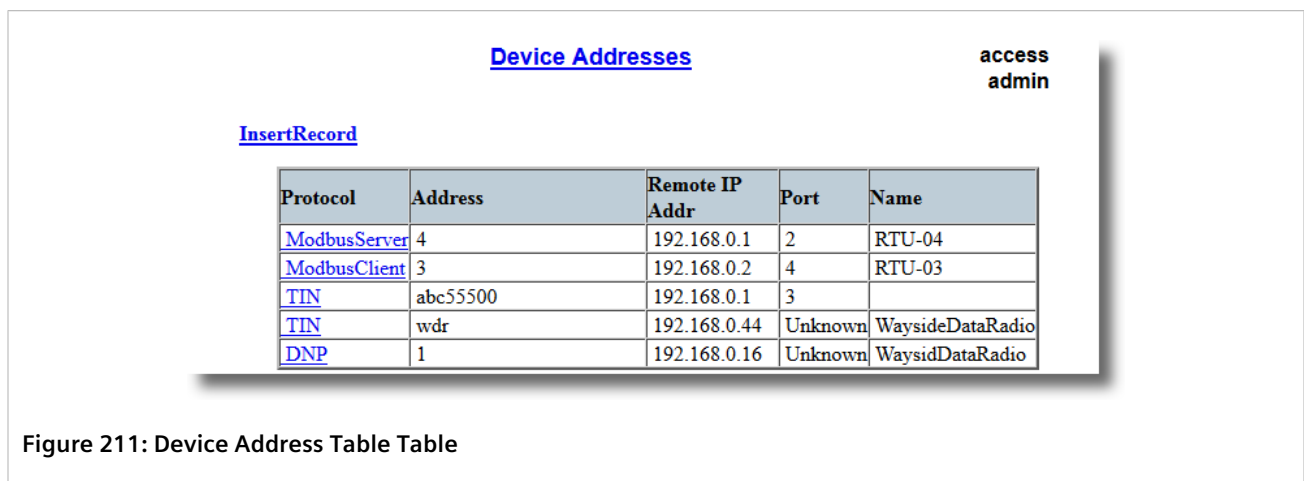 Device Addresses
access
admin
InsertRecord
Protocol Address Remote IP Addr Port Name
ModbusServer 4 192.168.0.1 2 RTU-04
ModbusClient 3 192.168.0.2 4 RTU-03
TIN abc55500 192.168.0.1 3
TIN wdr 192.168.0.44 Unknown WaysideDataRadio
DNP 1 192.168.0.16 Unknown WaysidDataRadio
Figure 211: Device Address Table Table